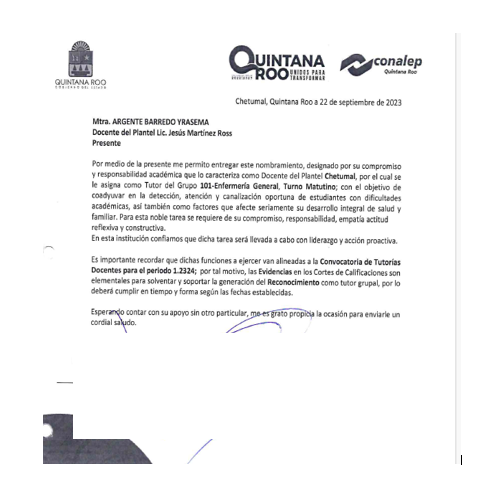 QUINTANA ROO
QUINTANA
ROO UNIDOS PARA
TRANSFORMAR
conalep
Quintana Roo
Chetumal, Quintana Roo a 22 de septiembre de 2023
Mtra. ARGENTE BARREDO YRASEMA
Docente del Plantel Lic. Jesús Martínez Ross
Presente
Por medio de la presente me permito entregar este nombramiento, designado por su compromiso
y responsabilidad académica que lo caracteriza como Docente del Plantel Chetumal, por el cual se
le asigna como Tutor del Grupo 101-Enfermería General, Turno Matutino; con el objetivo de
coadyuvar en la detección, atención y canalización oportuna de estudiantes con dificultades
académicas, así también como factores que afecte seriamente su desarrollo integral de salud y
familiar. Para esta noble tarea se requiere de su compromiso, responsabilidad, empatía actitud
reflexiva y constructiva.
En esta institución confiamos que dicha tarea será llevada a cabo con liderazgo y acción proactiva.
Es importante recordar que dichas funciones a ejercer van alineadas a la Convocatoria de Tutorías
Docentes para el periodo 1.2324; por tal motivo, las Evidencias en los Cortes de Calificaciones son
elementales para solventar y soportar la generación del Reconocimiento como tutor grupal, por lo
deberá cumplir en tiempo y forma según las fechas establecidas.
Esperando contar con su apoyo sin otro particular, me es grato propicia la ocasión para enviarle un
cordial saludo.